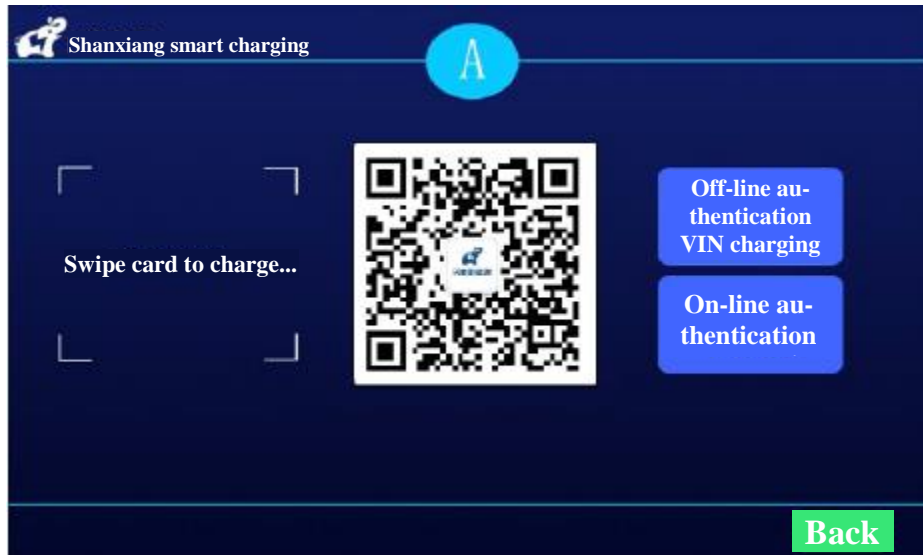 Shanxiang smart charging
A
Swipe card to charge...
Off-line au-
thentication
VIN charging
On-line au-
thentication
Back